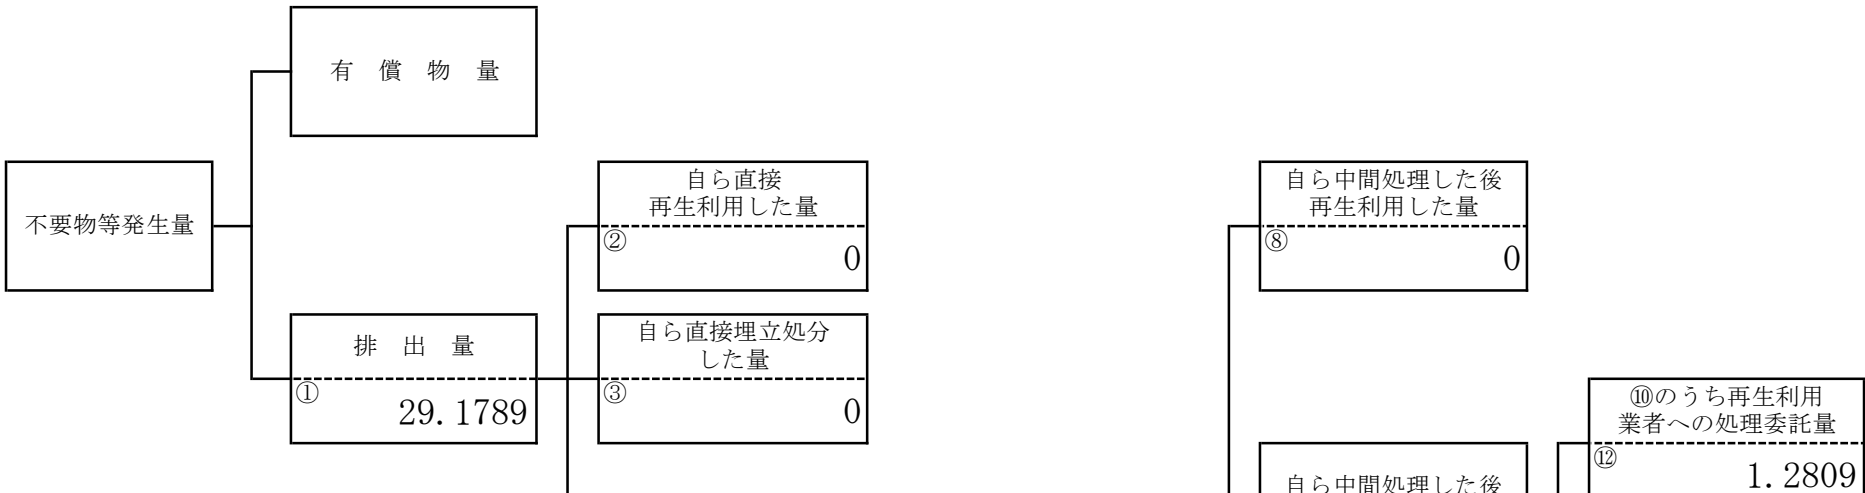 有 償 物 量
不要物等発生量
自ら直接
再生利用した量
②
0
自ら中間処理した後
再生利用した量
⑧
0
排 出 量
①
29.1789
自ら直接埋立処分
した量
③
0
⑩のうち再生利用
業者への処理委託量
⑫
1.2809
自ら中間処理した後